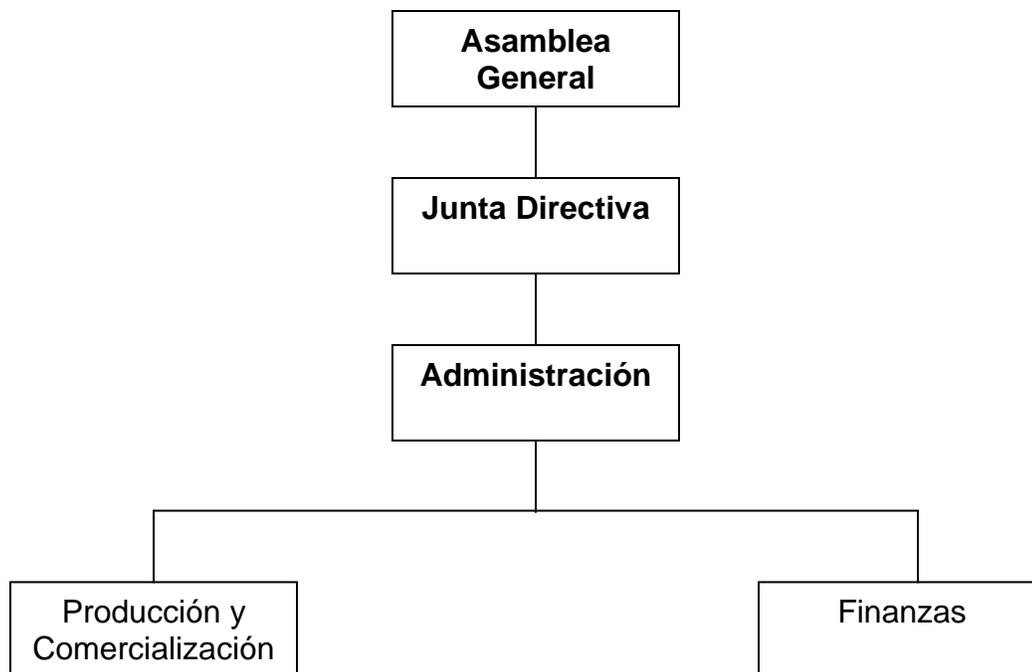 Asamblea
General
Junta Directiva
Administración
Producción y
Comercialización
Finanzas